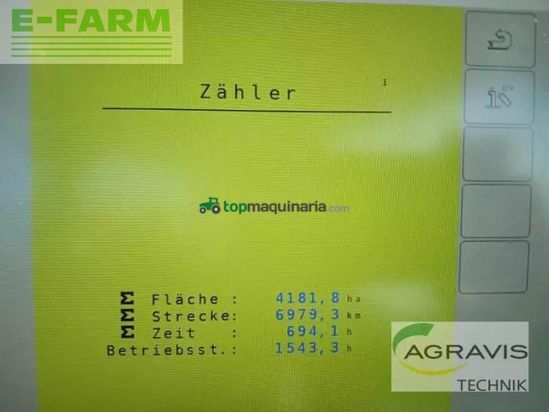 E-FARM
Zähler
1
topmaquinaria.com
Σ Fläche : 4181,8 ha
Σ Strecke: 6979,3 km
Σ Zeit : 694,1 h
Betriebsst.: 1543,3 h
AGRAVIS
TECHNIK